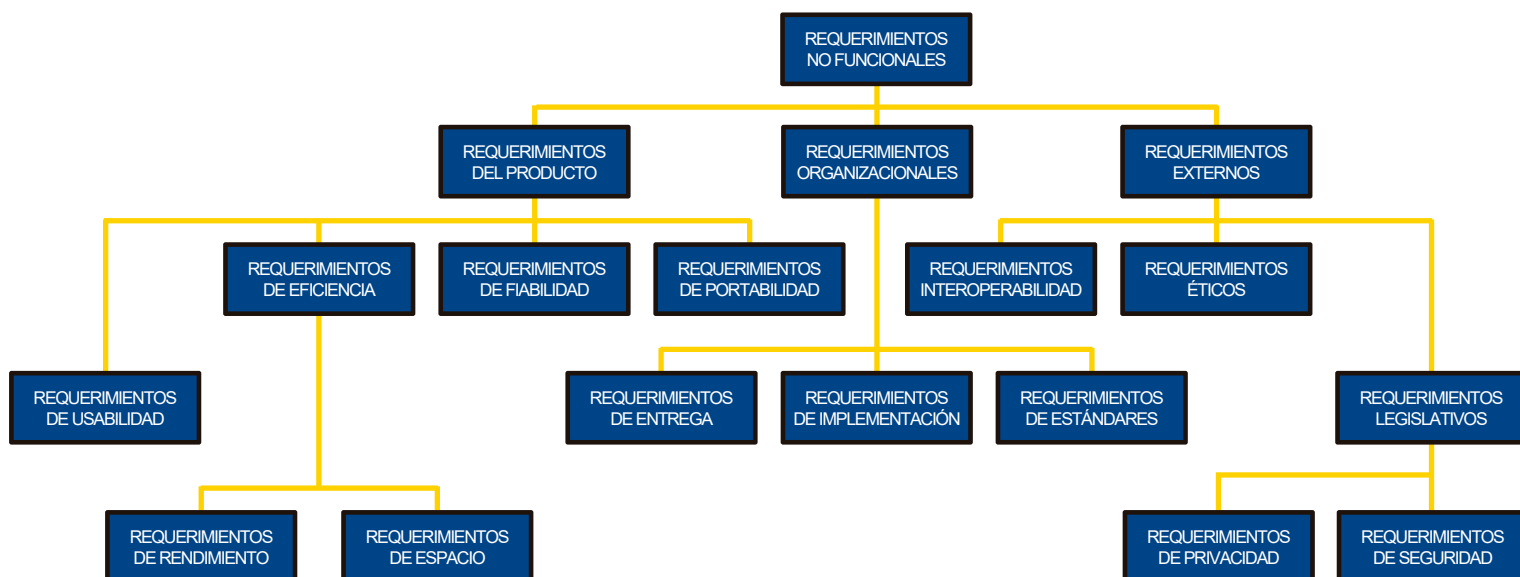 REQUERIMIENTOS
NO FUNCIONALES
REQUERIMIENTOS
DEL PRODUCTO
REQUERIMIENTOS
ORGANIZACIONALES
REQUERIMIENTOS
EXTERNOS
REQUERIMIENTOS
DE EFICIENCIA
REQUERIMIENTOS
DE FIABILIDAD
REQUERIMIENTOS
DE PORTABILIDAD
REQUERIMIENTOS
INTEROPERABILIDAD
REQUERIMIENTOS
ÉTICOS
REQUERIMIENTOS
DE USABILIDAD
REQUERIMIENTOS
DE ENTREGA
REQUERIMIENTOS
DE IMPLEMENTACIÓN
REQUERIMIENTOS
DE ESTÁNDARES
REQUERIMIENTOS
LEGISLATIVOS
REQUERIMIENTOS
DE RENDIMIENTO
REQUERIMIENTOS
DE ESPACIO
REQUERIMIENTOS
DE PRIVACIDAD
REQUERIMIENTOS
DE SEGURIDAD